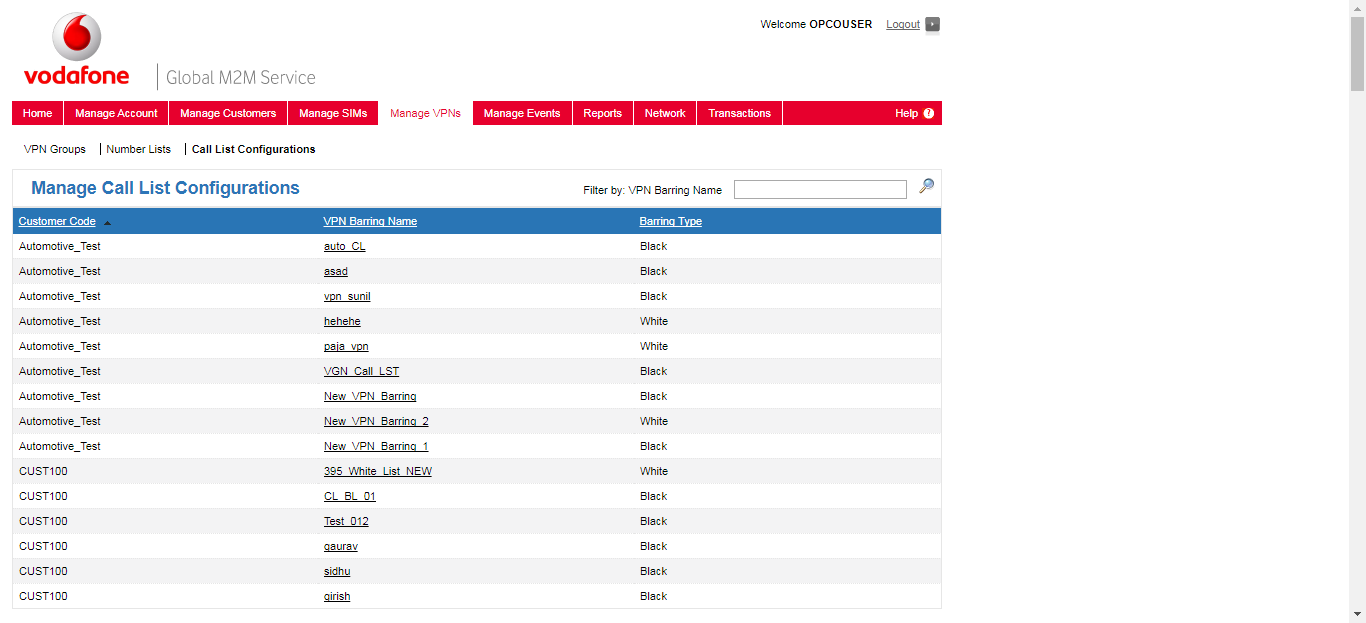 Welcome OPCOUSER Logout
vodafone
Global M2M Service
Home Manage Account Manage Customers Manage SIMs Manage VPNs Manage Events Reports Network Transactions Help ?
VPN Groups Number Lists Call List Configurations
Manage Call List Configurations Filter by: VPN Barring Name
Customer Code VPN Barring Name Barring Type
Automotive_Test auto_CL Black
Automotive_Test asad Black
Automotive_Test vpn_sunil Black
Automotive_Test hehehe White
Automotive_Test paja_vpn White
Automotive_Test VGN_Call_LST Black
Automotive_Test New_VPN_Barring Black
Automotive_Test New_VPN_Barring_2 White
Automotive_Test New_VPN_Barring_1 Black
CUST100 395_White_List_NEW White
CUST100 CL_BL_01 Black
CUST100 Test_012 Black
CUST100 gaurav Black
CUST100 sidhu Black
CUST100 girish Black